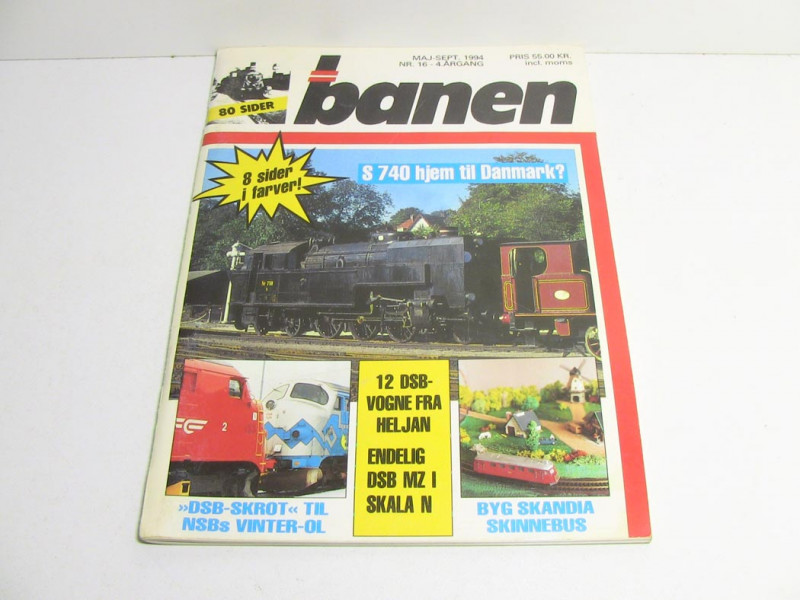 MAJ-SEPT. 1994
NR. 16 - 4.ÅRGANG
PRIS 55.00 KR.
incl. moms
80 SIDER
banen
8 sider
i farver!
S 740 hjem til Danmark?
12 DSB-
VOGNE FRA
HELJAN
ENDELIG
DSB MZ I
SKALA N
2
»DSB-SKROT« TIL
NSBs VINTER-OL
BYG SKANDIA
SKINNEBUS